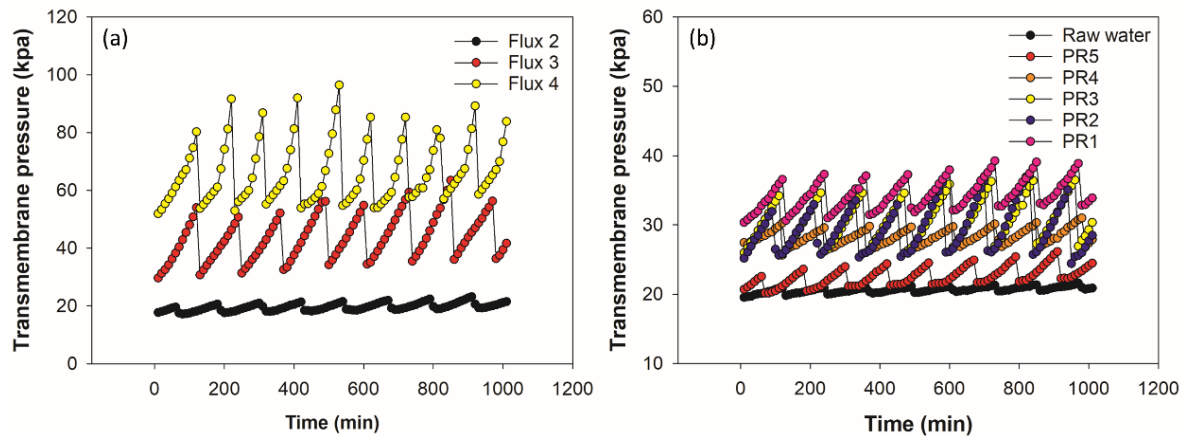 (a)
Transmembrane pressure (kpa)
120
100
80
60
40
20
0
Flux 2
Flux 3
Flux 4
0 200 400 600 800 1000 1200
Time (min)
(b)
Transmembrane pressure (kpa)
60
50
40
30
20
10
Raw water
PR5
PR4
PR3
PR2
PR1
0 200 400 600 800 1000 1200
Time (min)